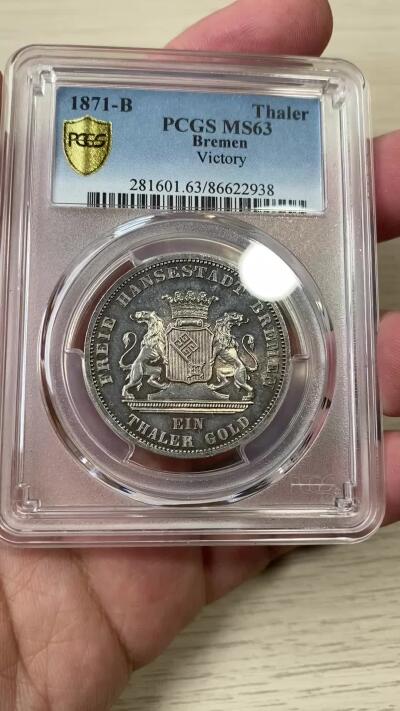 1871-B Thaler
PCGS MS63
Bremen
Victory
PCGS
281601.63/86622938
FREIE HANSESTADT BREMEN
EIN
THALER GOLD